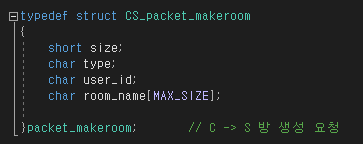 typedef struct CS_packet_makeroom
{
short size;
char type;
char user_id;
char room_name[MAX_SIZE];
}packet_makeroom; // C -> S 방 생성 요청